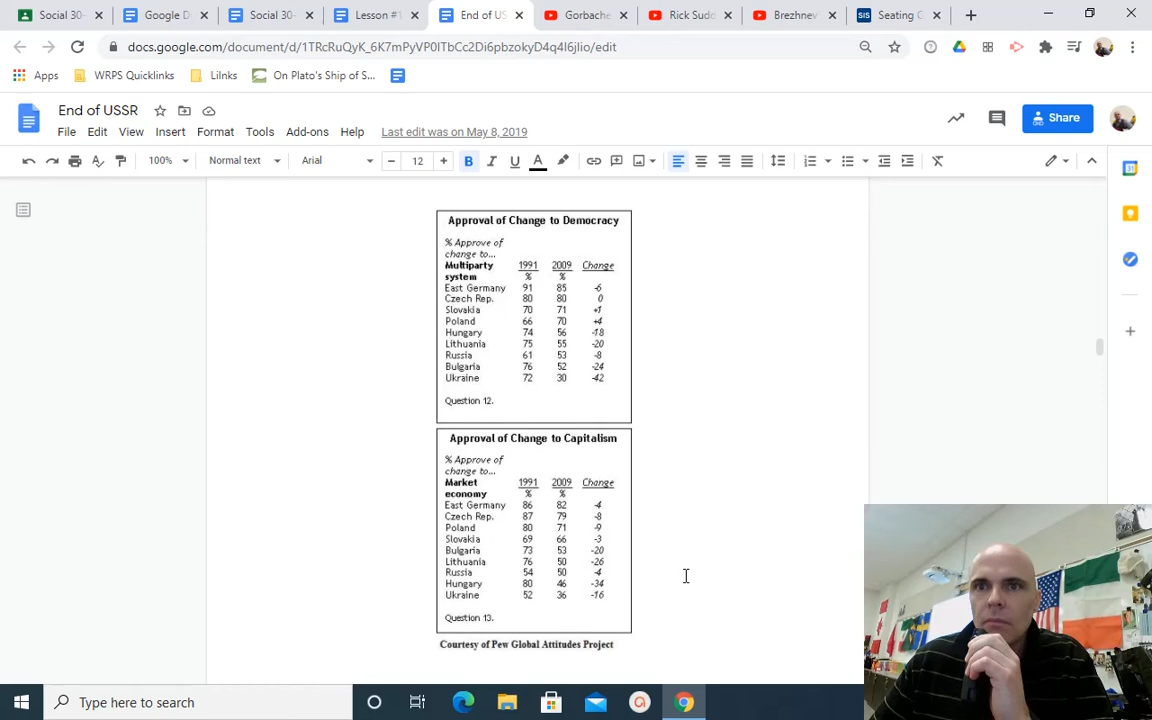 Social 30-
Google D
Social 30-
Lesson #1
End of US
Gorbache
Rick Sudd
Brezhnev
SIS
Seating C
docs.google.com/document/d/1TRcRuQyK_6K7mPyVP0ITbCc2Di6pbzokyD4q4I6jlio/edit
Apps
WRPS Quicklinks
Lilnks
On Plato's Ship of S...
End of USSR
File Edit View Insert Format Tools Add-ons Help Last edit was on May 8, 2019
Share
100% Normal text Arial 12 B I U A
Approval of Change to Democracy
% Approve of
change to...
Multiparty 1991 2009 Change
system % %
East Germany 91 85 -6
Czech Rep. 80 80 0
Slovakia 70 71 +1
Poland 66 70 +4
Hungary 74 56 -18
Lithuania 75 55 -20
Russia 61 53 -8
Bulgaria 76 52 -24
Ukraine 72 30 -42
Question 12.
Approval of Change to Capitalism
% Approve of
change to...
Market 1991 2009 Change
economy % %
East Germany 86 82 -4
Czech Rep. 87 79 -8
Poland 80 71 -9
Slovakia 69 66 -3
Bulgaria 73 53 -20
Lithuania 76 50 -26
Russia 54 50 -4
Hungary 80 46 -34
Ukraine 52 36 -16
Question 13.
Courtesy of Pew Global Attitudes Project
Type here to search